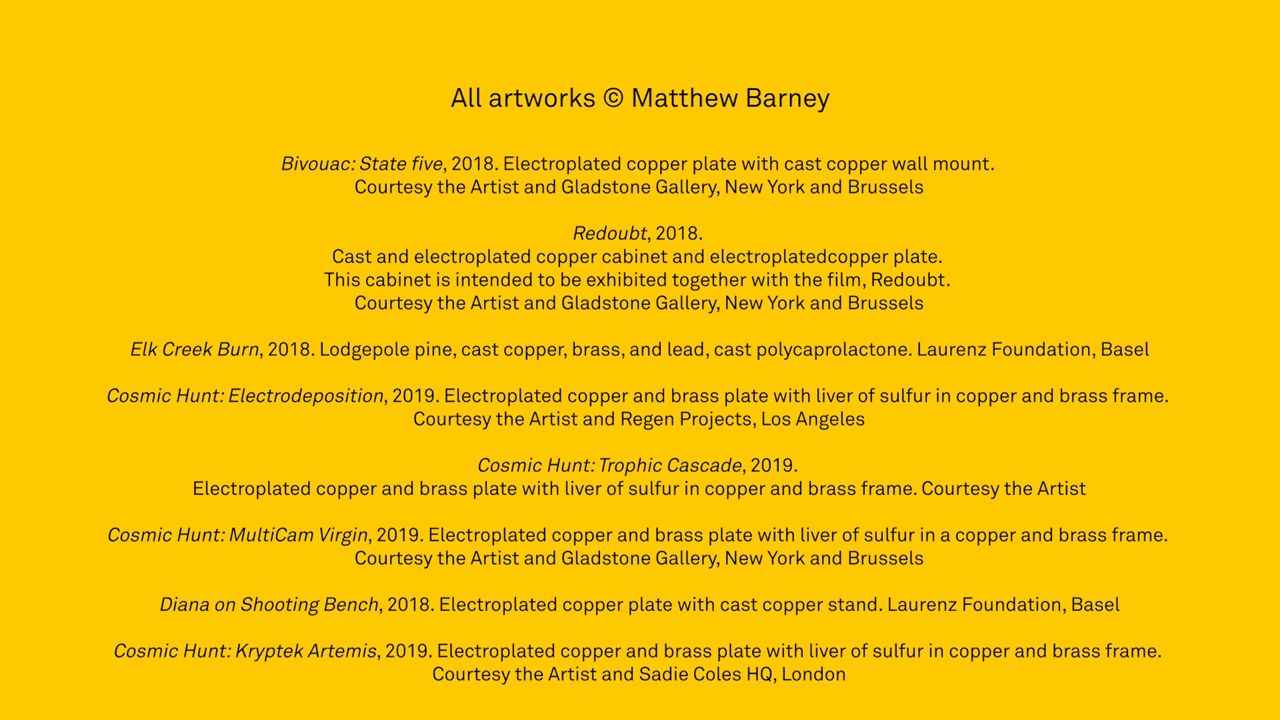 All artworks © Matthew Barney
Bivouac: State five, 2018. Electroplated copper plate with cast copper wall mount.
Courtesy the Artist and Gladstone Gallery, New York and Brussels
Redoubt, 2018.
Cast and electroplated copper cabinet and electroplatedcopper plate.
This cabinet is intended to be exhibited together with the film, Redoubt.
Courtesy the Artist and Gladstone Gallery, New York and Brussels
Elk Creek Burn, 2018. Lodgepole pine, cast copper, brass, and lead, cast polycaprolactone. Laurenz Foundation, Basel
Cosmic Hunt: Electrodeposition, 2019. Electroplated copper and brass plate with liver of sulfur in copper and brass frame.
Courtesy the Artist and Regen Projects, Los Angeles
Cosmic Hunt: Trophic Cascade, 2019.
Electroplated copper and brass plate with liver of sulfur in copper and brass frame. Courtesy the Artist
Cosmic Hunt: MultiCam Virgin, 2019. Electroplated copper and brass plate with liver of sulfur in a copper and brass frame.
Courtesy the Artist and Gladstone Gallery, New York and Brussels
Diana on Shooting Bench, 2018. Electroplated copper plate with cast copper stand. Laurenz Foundation, Basel
Cosmic Hunt: Kryptek Artemis, 2019. Electroplated copper and brass plate with liver of sulfur in copper and brass frame.
Courtesy the Artist and Sadie Coles HQ, London